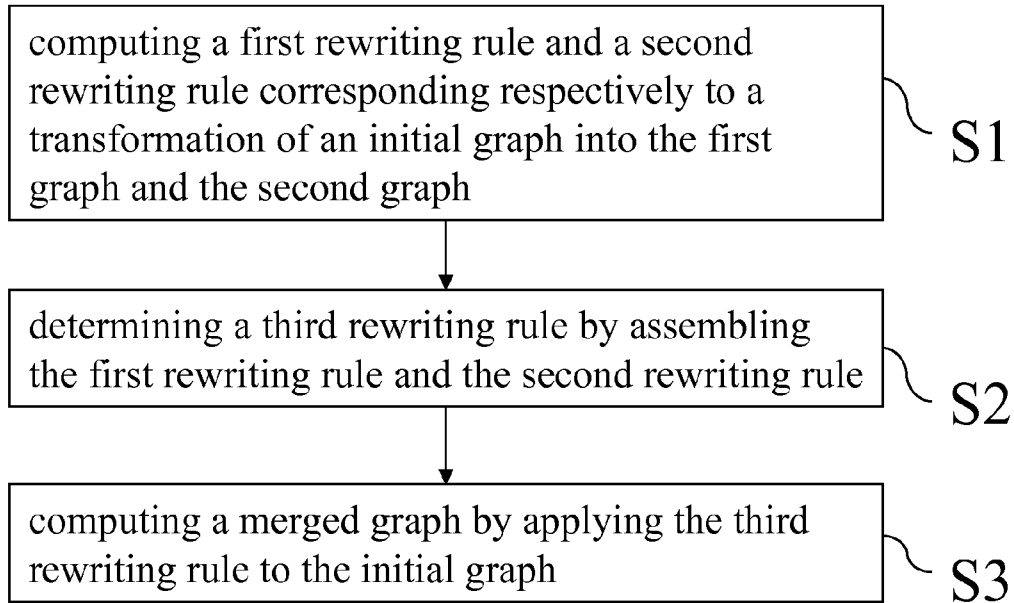 computing a first rewriting rule and a second
rewriting rule corresponding respectively to a
transformation of an initial graph into the first
graph and the second graph
S1
determining a third rewriting rule by assembling
the first rewriting rule and the second rewriting rule
S2
computing a merged graph by applying the third
rewriting rule to the initial graph
S3